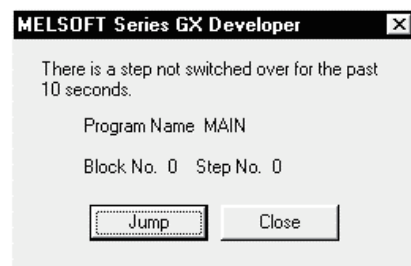 MELSOFT Series GX Developer
There is a step not switched over for the past
10 seconds.
Program Name MAIN
Block No. 0 Step No. 0
Jump Close